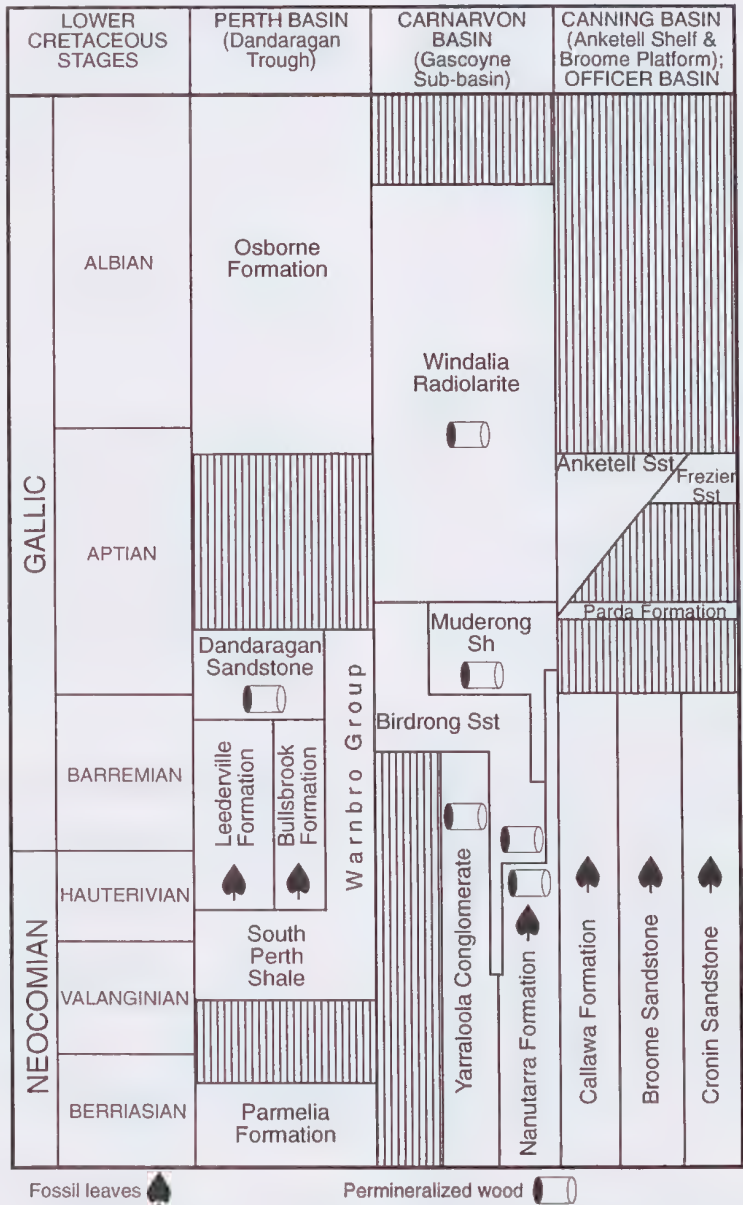 LOWER
CRETACEOUS
STAGES
PERTH BASIN
(Dandaragan
Trough)
CARNARVON
BASIN
(Gascoyne
Sub-basin)
CANNING BASIN
(Anketell Shelf &
Broome Platform);
OFFICER BASIN
GALLIC
NEOCOMIAN
ALBIAN
APTIAN
BARREMIAN
HAUTERIVIAN
VALANGINIAN
BERRIASIAN
Osborne
Formation
Dandaragan
Sandstone
Leederville
Formation
Bullsbrook
Formation
Warnbro Group
South
Perth
Shale
Parmelia
Formation
Windalia
Radiolarite
Muderong
Sh
Birdrong Sst
Yarraloola Conglomerate
Nanutarra Formation
Anketell Sst
Frezier
Sst
Parda Formation
Callawa Formation
Broome Sandstone
Cronin Sandstone
Fossil leaves
Permineralized wood